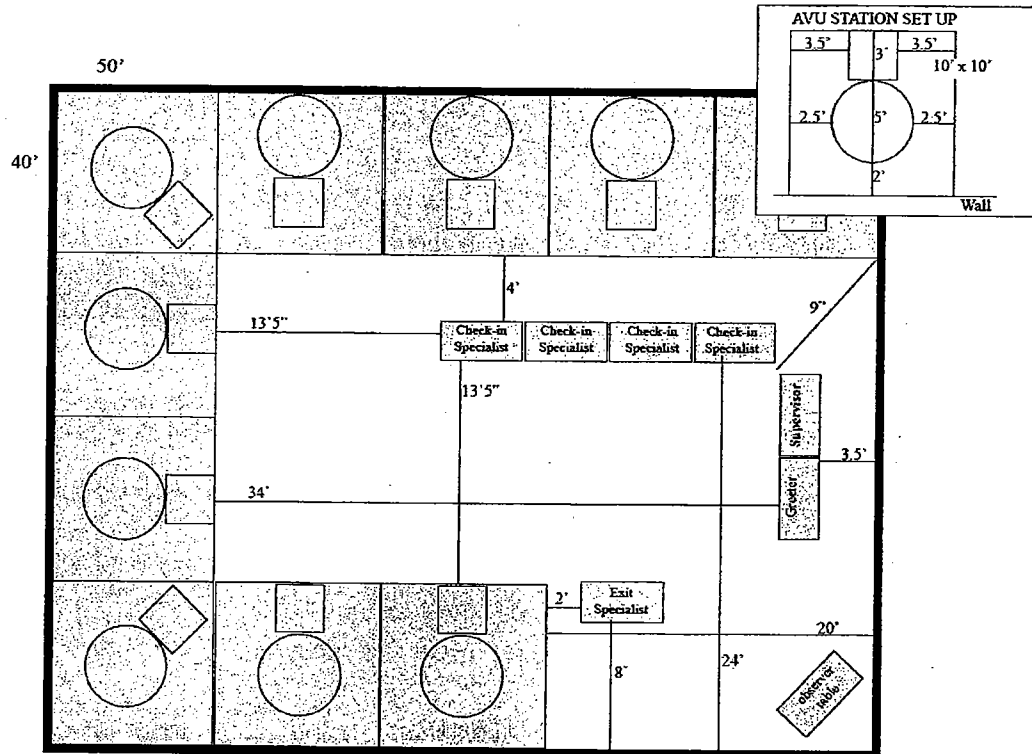 AVU STATION SET UP
3.5'
3'
3.5'
10' x 10'
2.5'
5'
2.5'
2'
Wall
50'
40'
4'
9'
13'5"
Check-in
Specialist
Check-in
Specialist
Check-in
Specialist
Check-in
Specialist
13'5"
Supervisor
3.5'
34'
Greeter
2'
Exit
Specialist
20'
8'
24'
observer
table